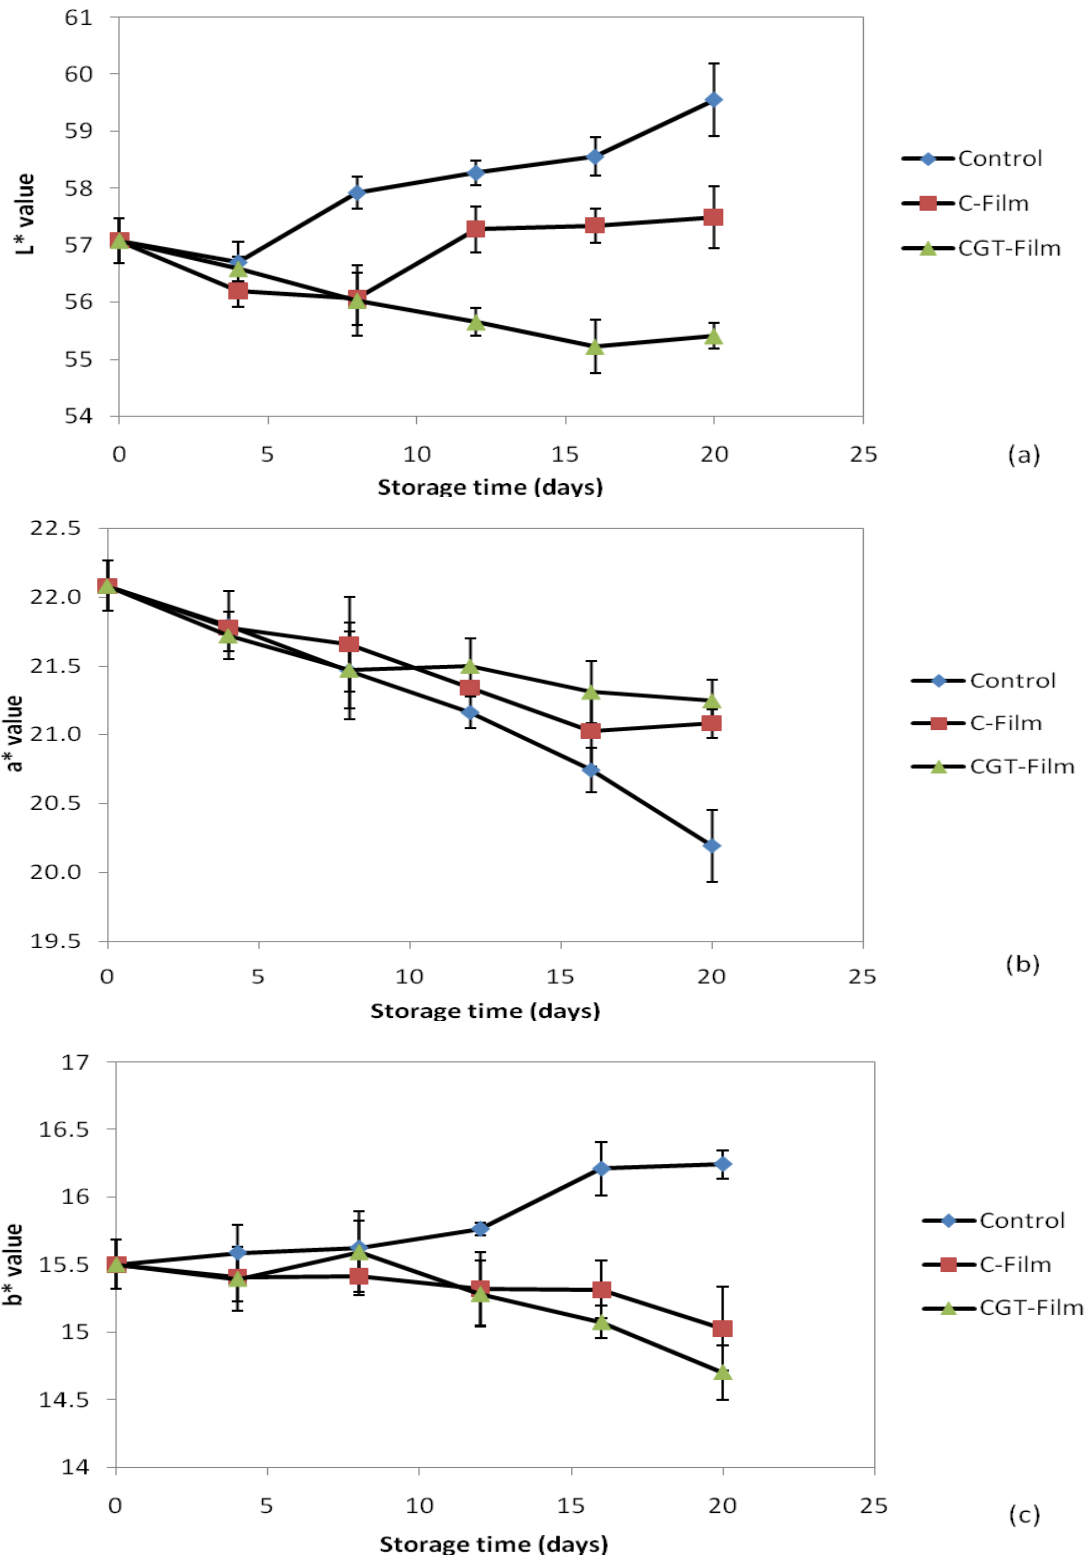 61
60
59
58
57
56
55
54
L* value
0 5 10 15 20 25
Storage time (days)
Control
C-Film
CGT-Film
(a)
22.5
22.0
21.5
21.0
20.5
20.0
19.5
a* value
0 5 10 15 20 25
Storage time (days)
Control
C-Film
CGT-Film
(b)
17
16.5
16
15.5
15
14.5
14
b* value
0 5 10 15 20 25
Storage time (days)
Control
C-Film
CGT-Film
(c)